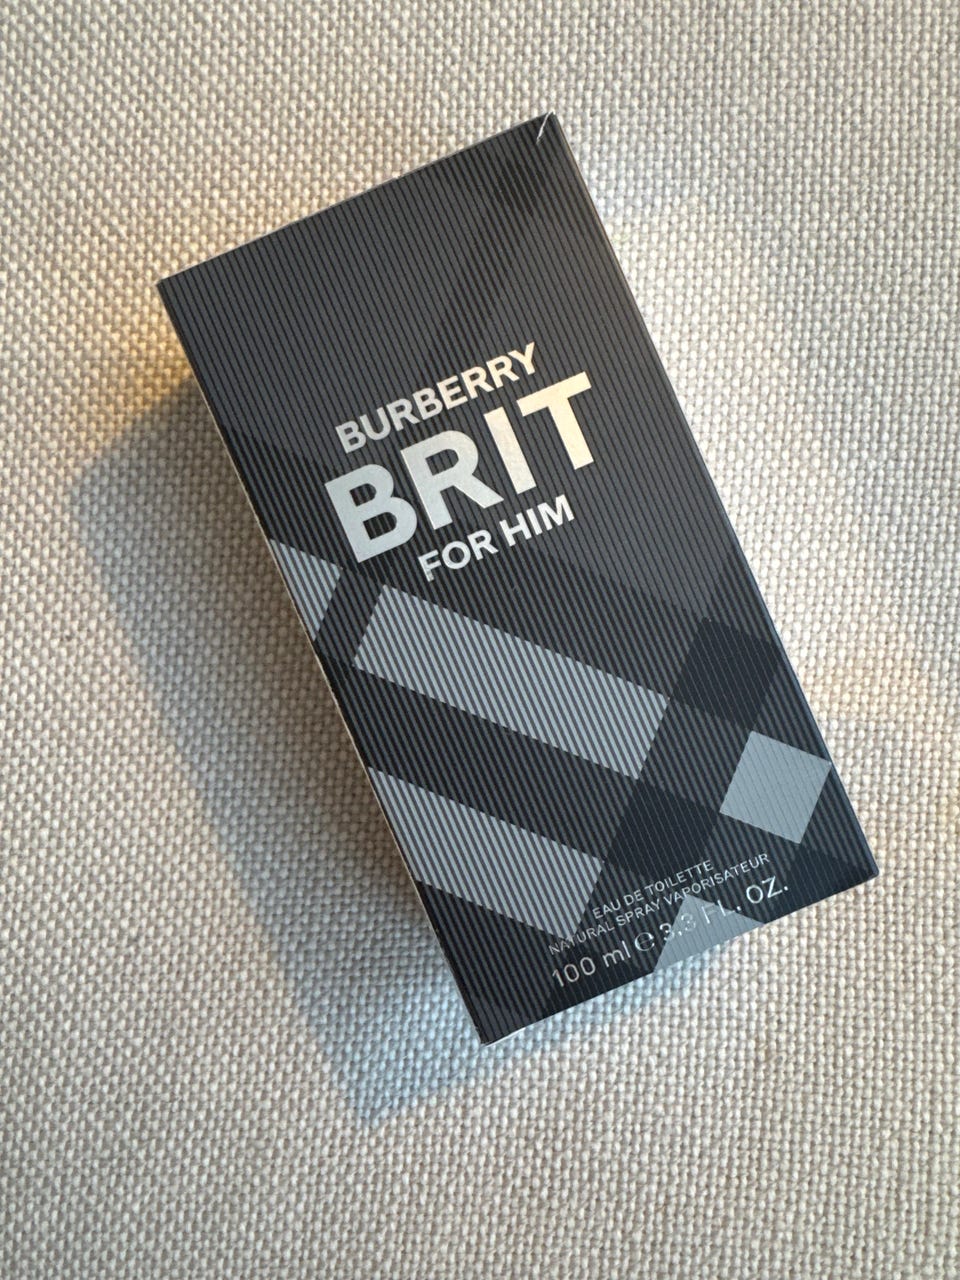 BURBERRY
BRIT
FOR HIM
EAU DE TOILETTE
NATURAL SPRAY VAPORISATEUR
100 ml ℮ 3.3 FL. OZ.